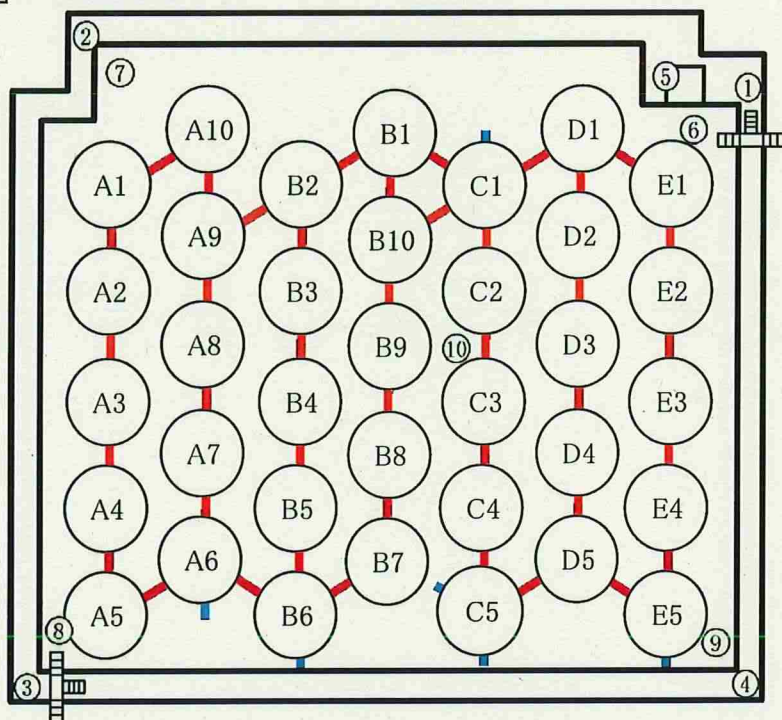 ②
⑦
⑤
①
A10
B1
D1
⑥
A1
B2
C1
E1
A9
B10
D2
A2
B3
C2
E2
A8
B9
⑩
D3
A3
B4
C3
E3
A7
B8
D4
A4
B5
C4
E4
A6
B7
D5
A5
B6
C5
E5
⑧
⑨
③
④